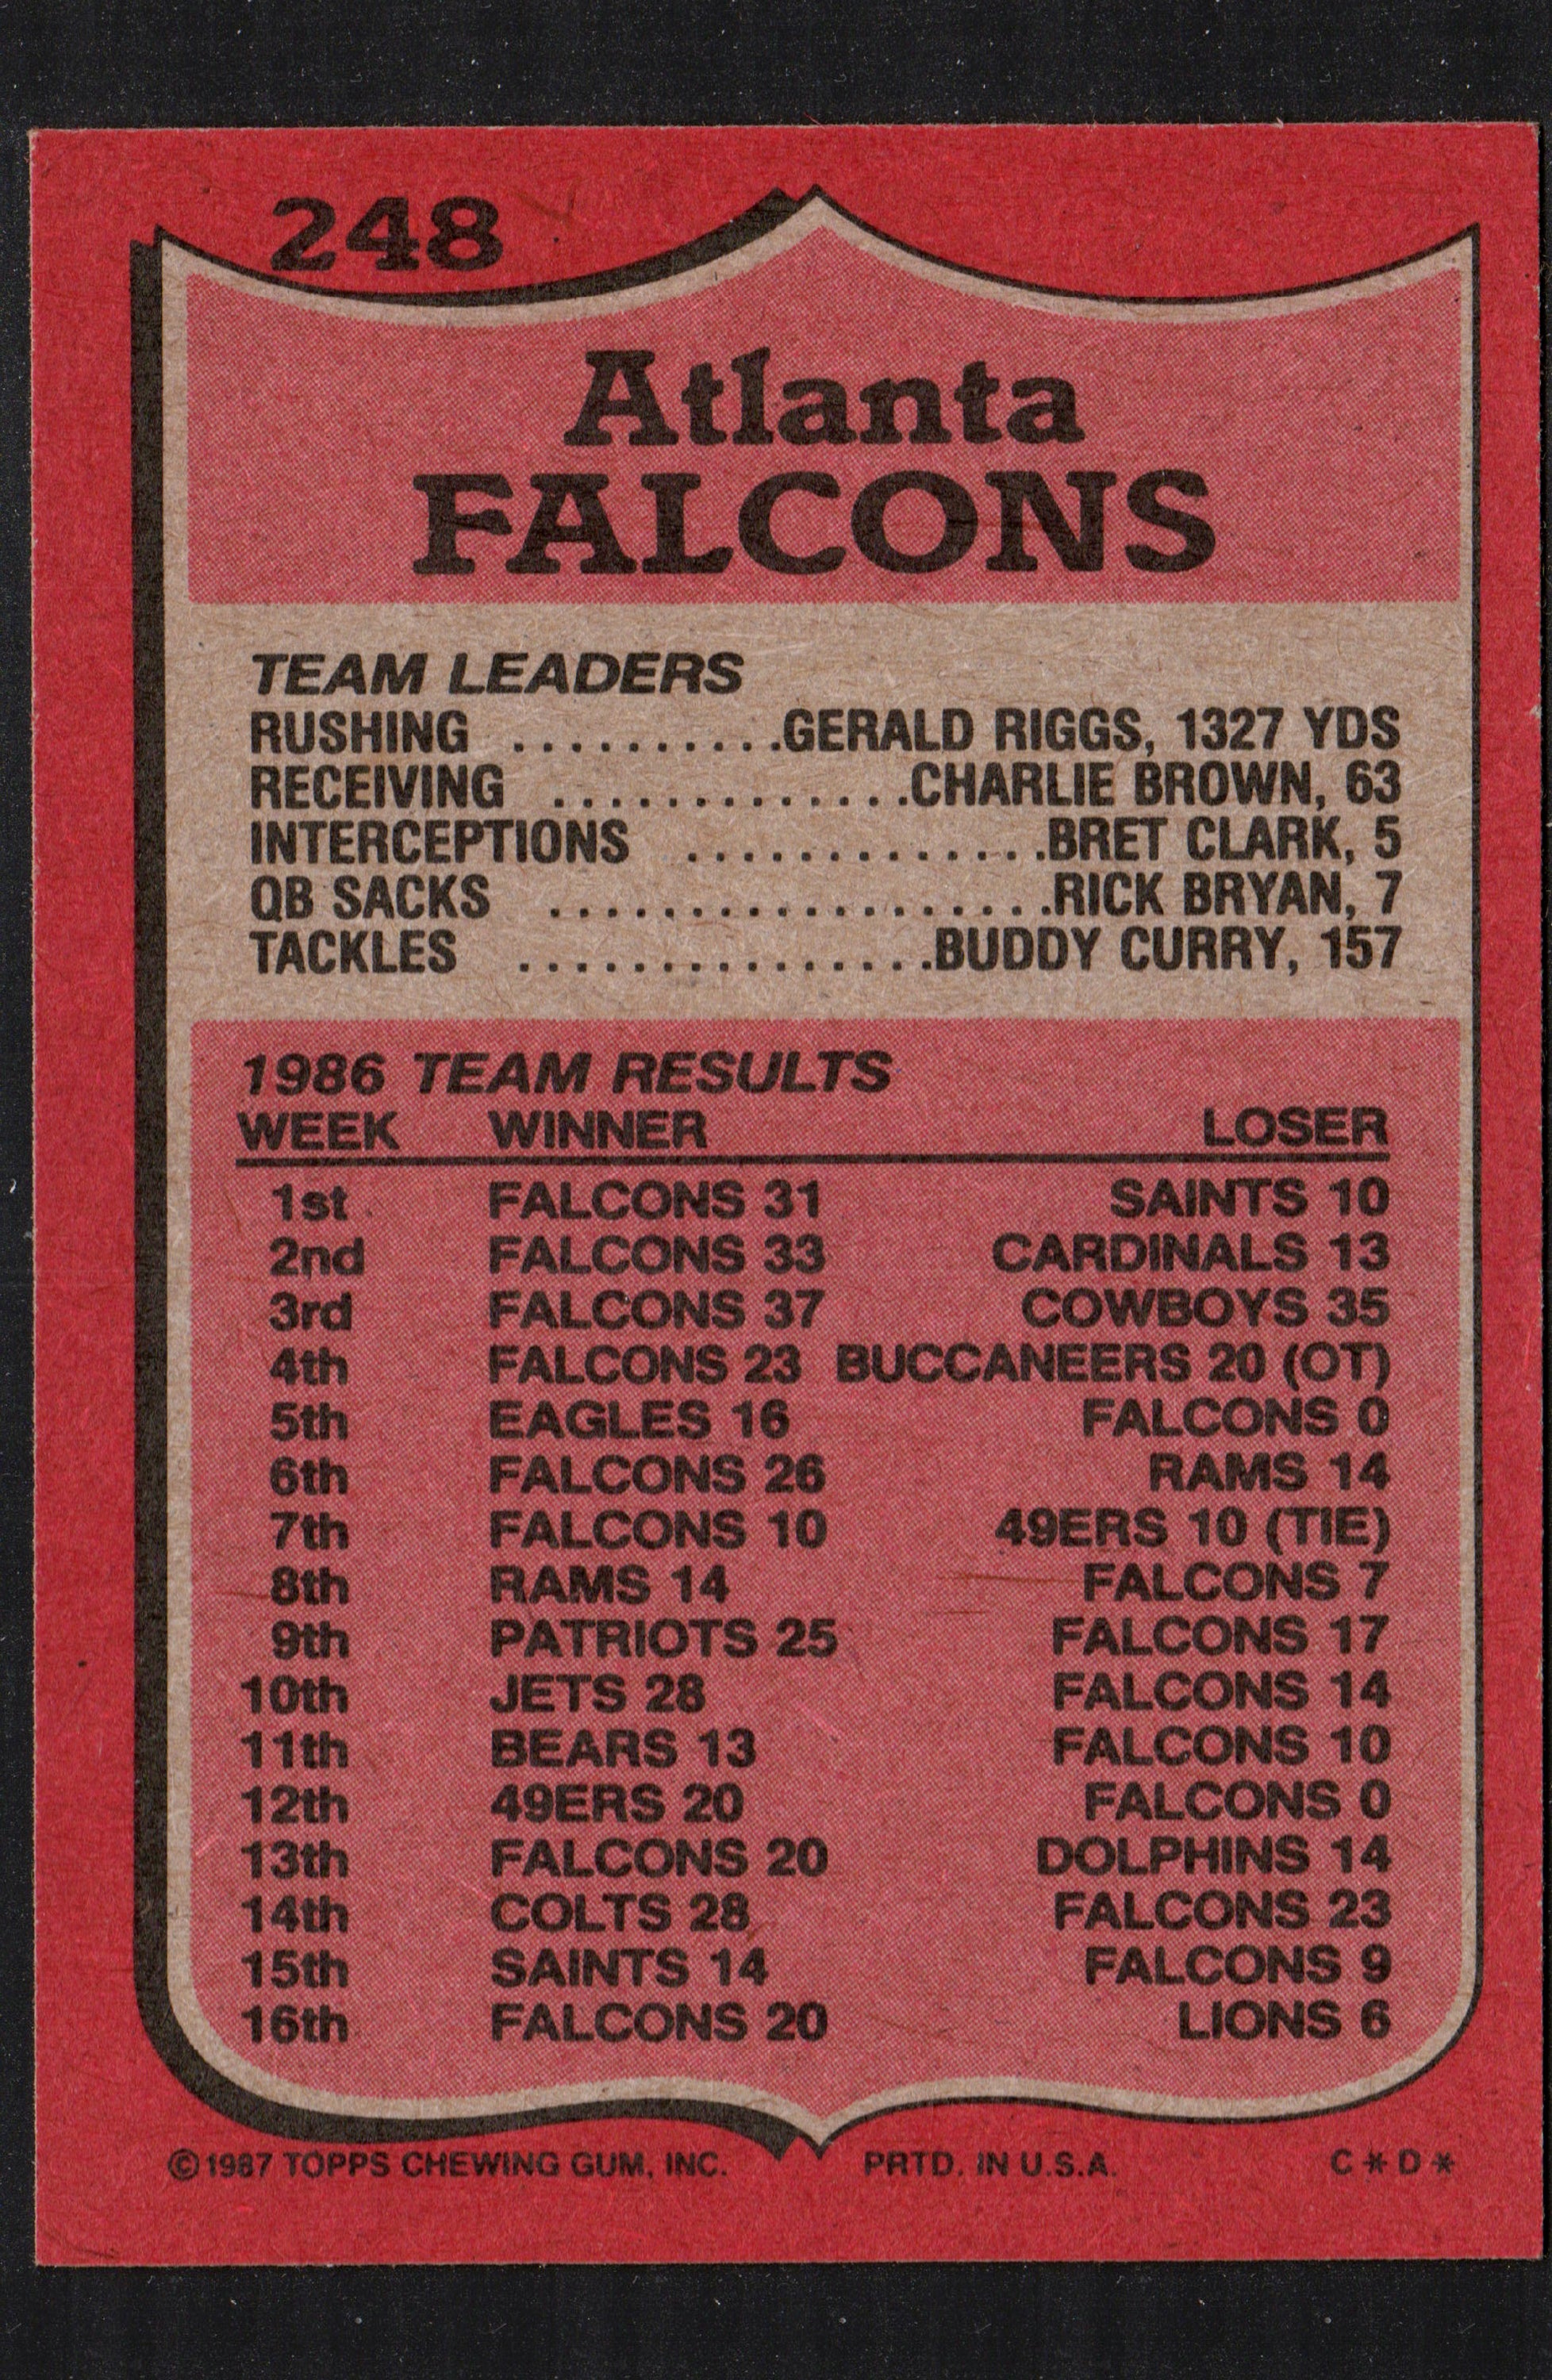 248
Atlanta
FALCONS
TEAM LEADERS
RUSHING ...........GERALD RIGGS, 1327 YDS
RECEIVING .............CHARLIE BROWN, 63
INTERCEPTIONS .............BRET CLARK, 5
QB SACKS ..................RICK BRYAN, 7
TACKLES ...............BUDDY CURRY, 157
1986 TEAM RESULTS
WEEK WINNER LOSER
1st FALCONS 31 SAINTS 10
2nd FALCONS 33 CARDINALS 13
3rd FALCONS 37 COWBOYS 35
4th FALCONS 23 BUCCANEERS 20 (OT)
5th EAGLES 16 FALCONS 0
6th FALCONS 26 RAMS 14
7th FALCONS 10 49ERS 10 (TIE)
8th RAMS 14 FALCONS 7
9th PATRIOTS 25 FALCONS 17
10th JETS 28 FALCONS 14
11th BEARS 13 FALCONS 10
12th 49ERS 20 FALCONS 0
13th FALCONS 20 DOLPHINS 14
14th COLTS 28 FALCONS 23
15th SAINTS 14 FALCONS 9
16th FALCONS 20 LIONS 6
©1987 TOPPS CHEWING GUM, INC. PRTD. IN U.S.A. C*D*